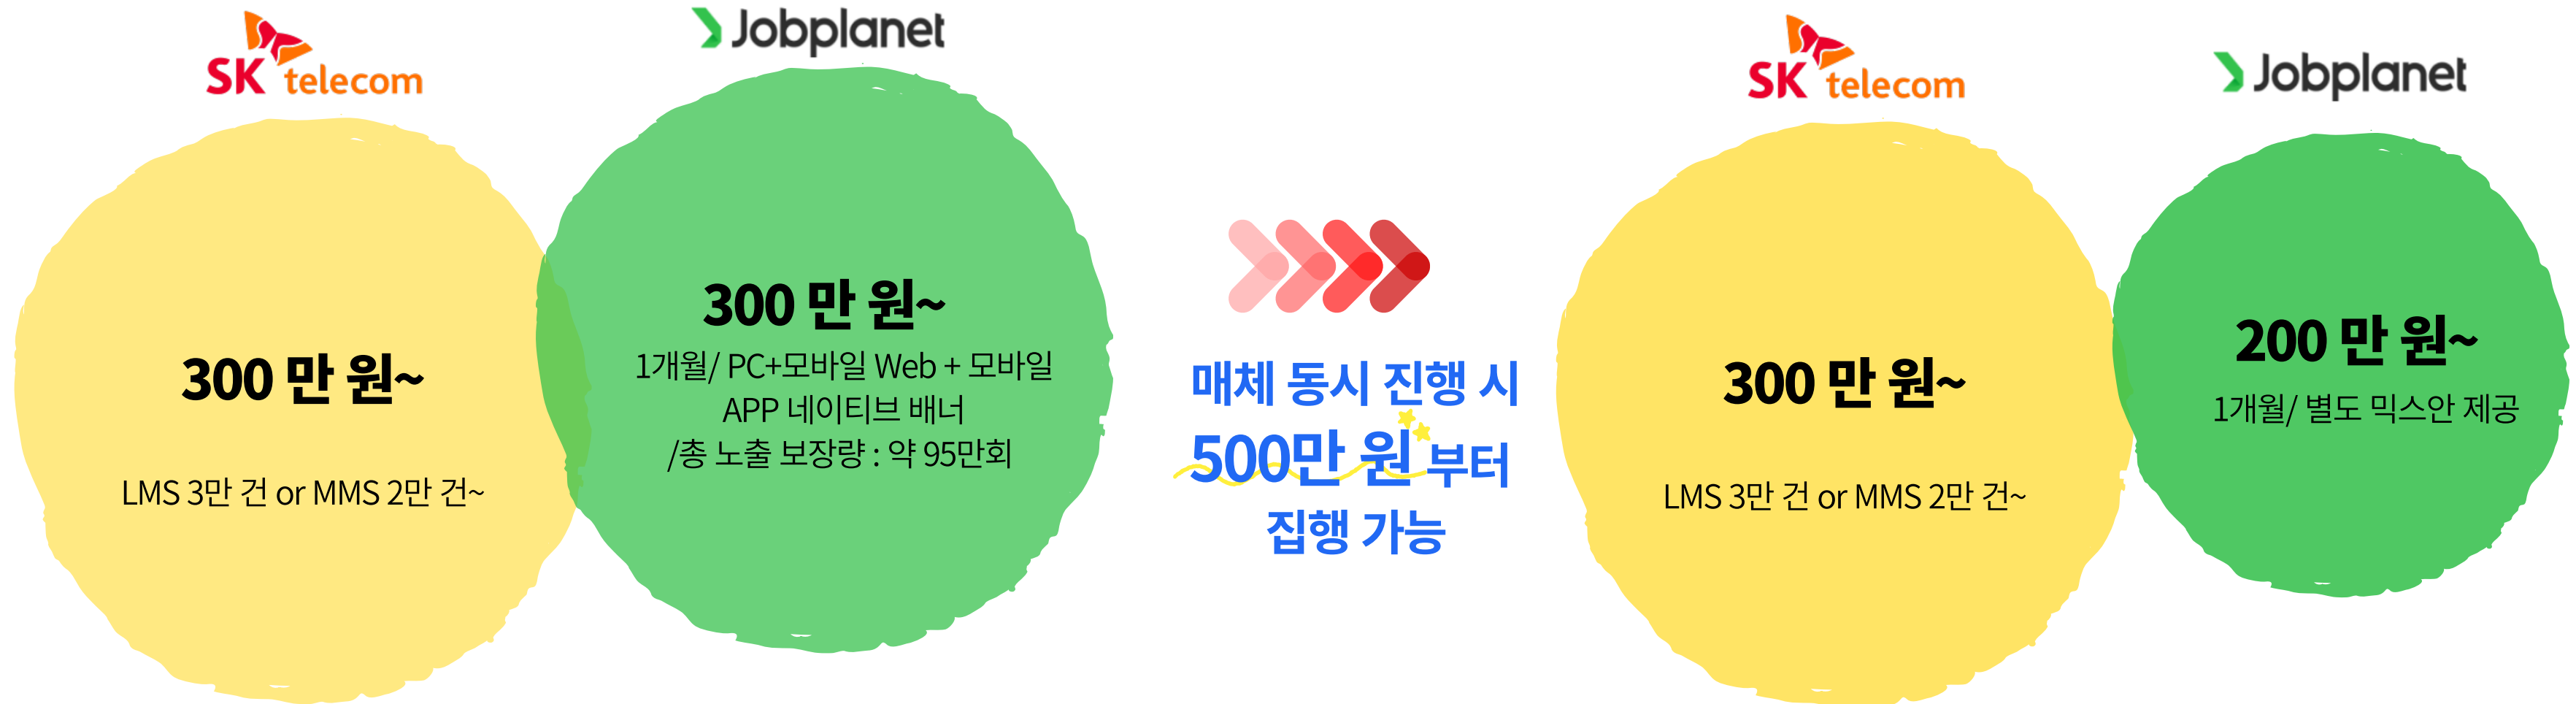 SK telecom
300 만 원~
LMS 3만 건 or MMS 2만 건~
Jobplanet
300 만 원~
1개월/ PC+모바일 Web + 모바일
APP 네이티브 배너
/총 노출 보장량 : 약 95만회
매체 동시 진행 시
500만 원 부터
집행 가능
SK telecom
300 만 원~
LMS 3만 건 or MMS 2만 건~
Jobplanet
200 만 원~
1개월/ 별도 믹스안 제공